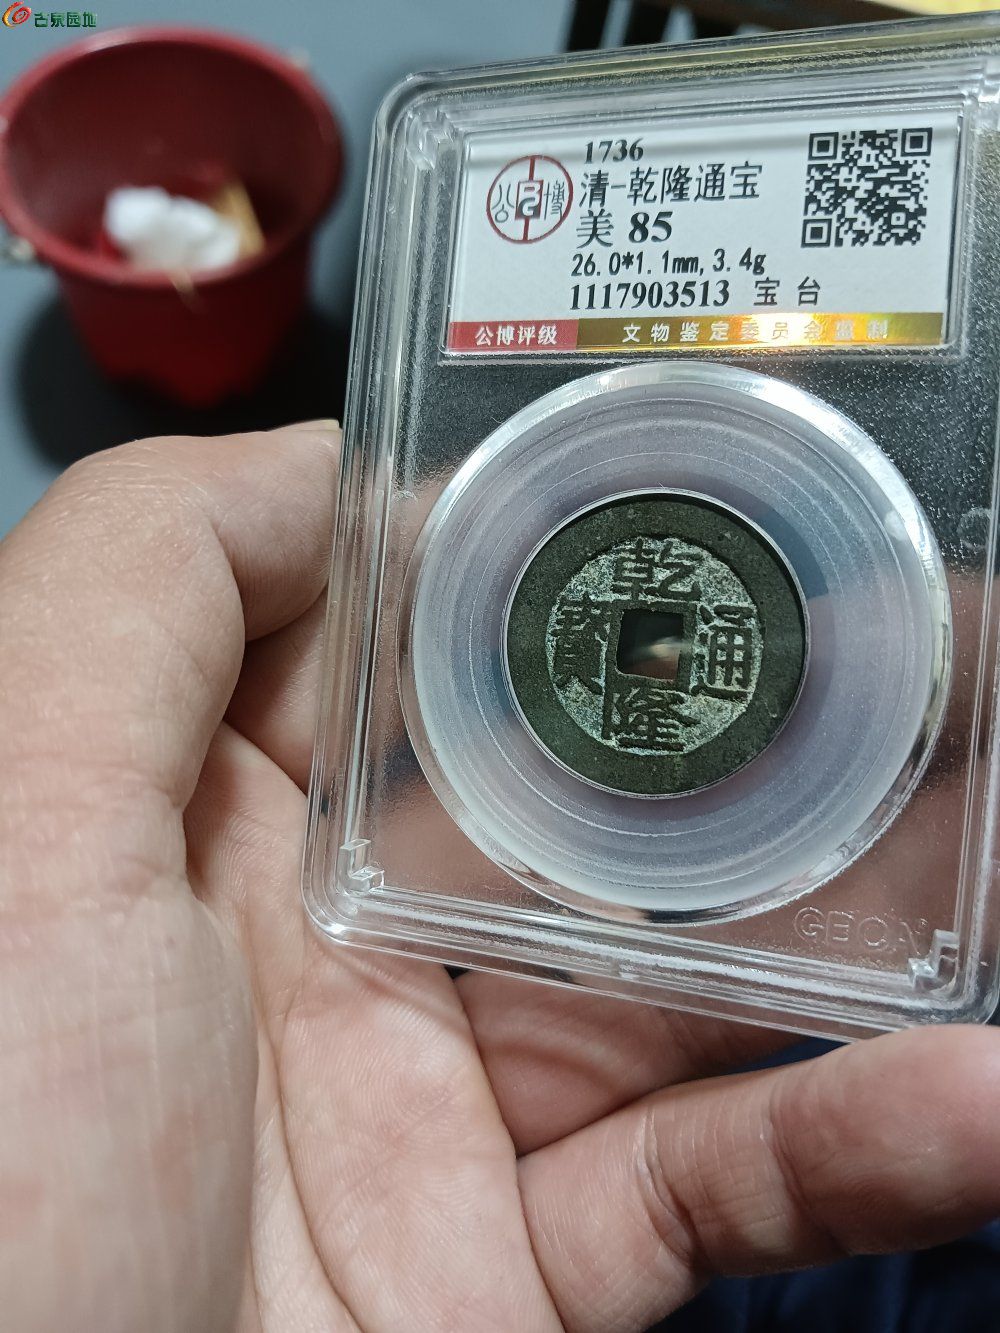 古泉园地
1736
清-乾隆通宝
美 85
26.0*1.1mm, 3.4g
1117903513 宝 台
公 博
公博评级 文物鉴定委员会监制
乾隆通寶
GBCA